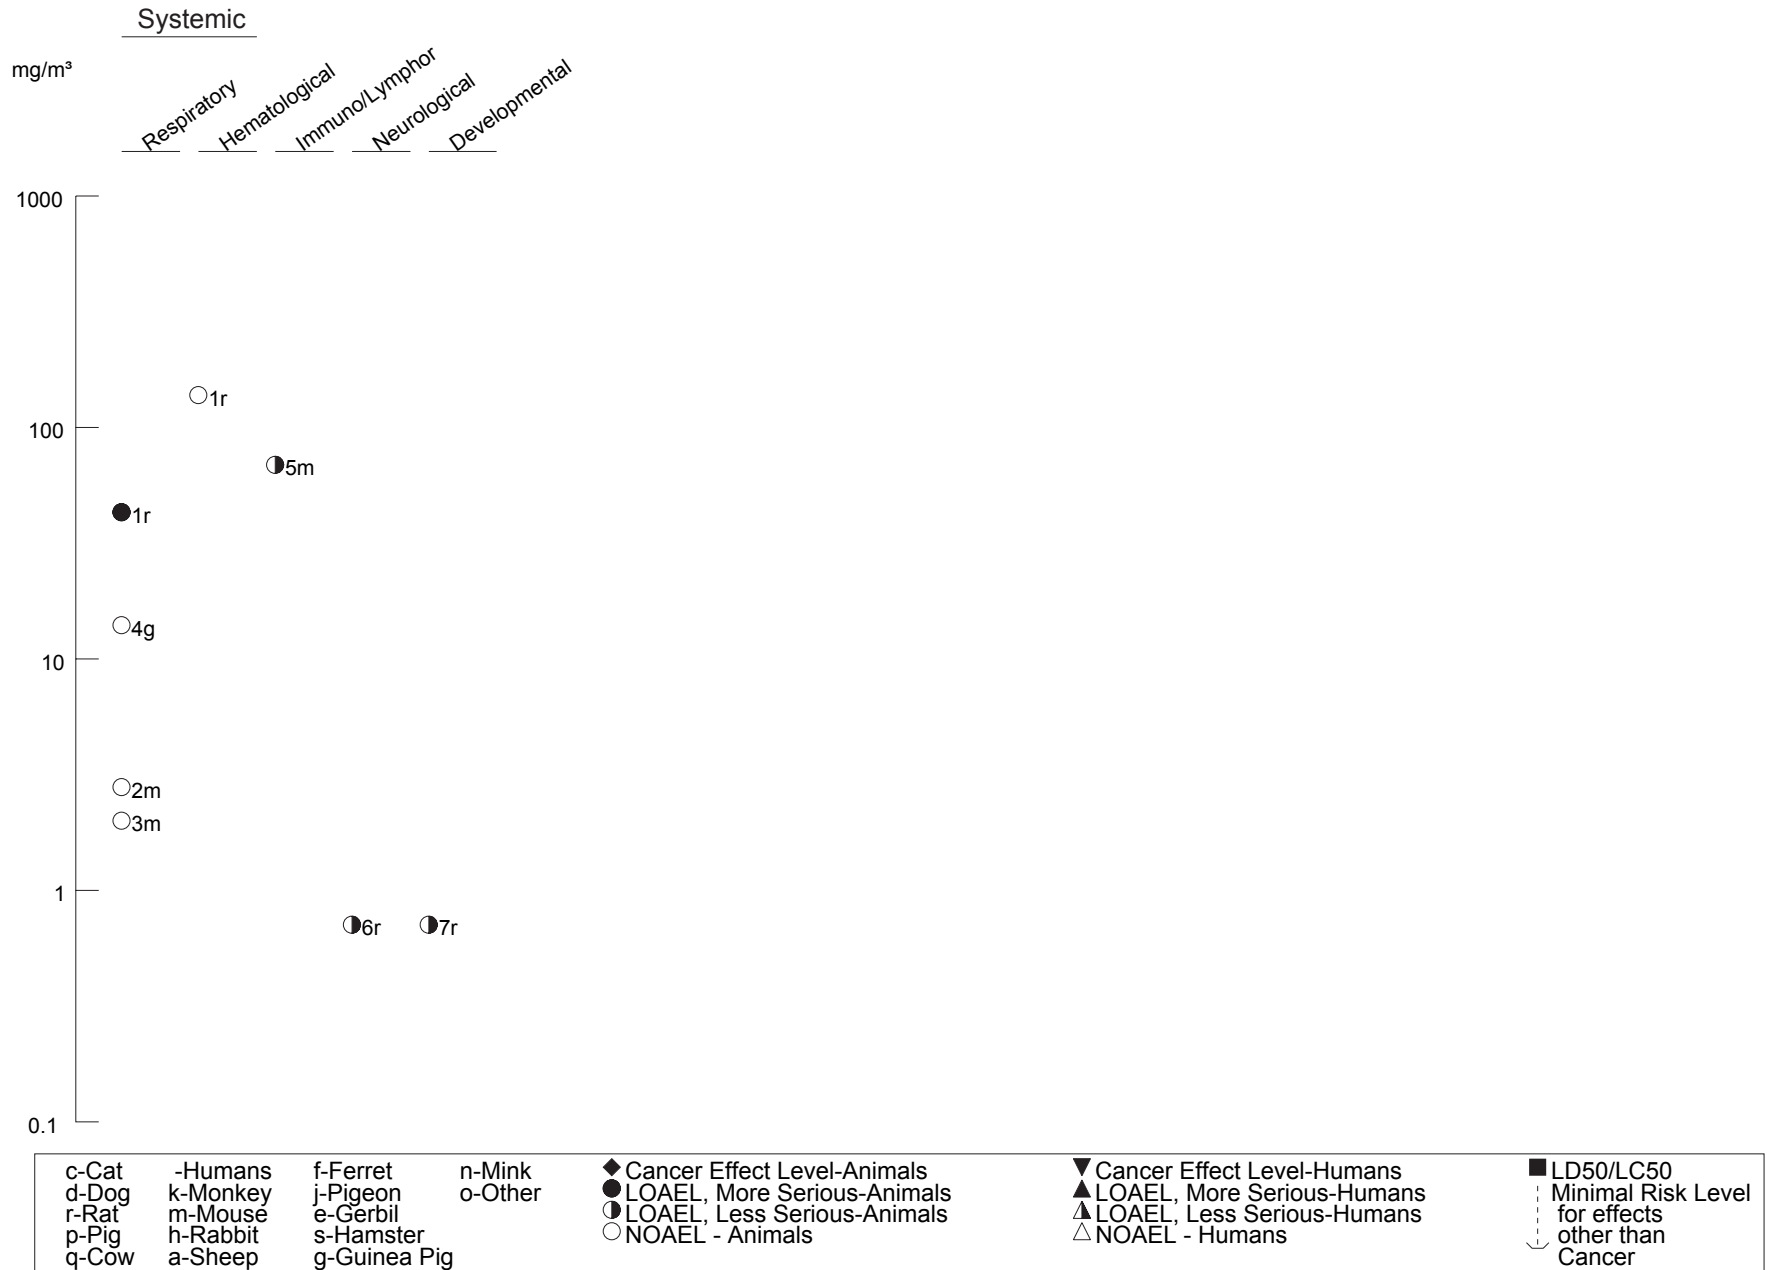 Systemic
mg/m³
Respiratory
Hematological
Immuno/Lymphor
Neurological
Developmental
1000
1r
100
5m
1r
4g
10
2m
3m
1
6r
7r
0.1
c-Cat -Humans f-Ferret n-Mink Cancer Effect Level-Animals Cancer Effect Level-Humans LD50/LC50
d-Dog k-Monkey j-Pigeon o-Other LOAEL, More Serious-Animals LOAEL, More Serious-Humans Minimal Risk Level
r-Rat m-Mouse e-Gerbil LOAEL, Less Serious-Animals LOAEL, Less Serious-Humans for effects
p-Pig h-Rabbit s-Hamster NOAEL - Animals NOAEL - Humans other than
q-Cow a-Sheep g-Guinea Pig Cancer